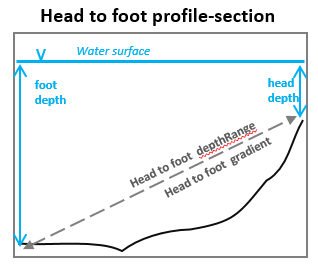 Head to foot profile-section
Water surface
foot
depth
head
depth
Head to foot depthRange
Head to foot gradient